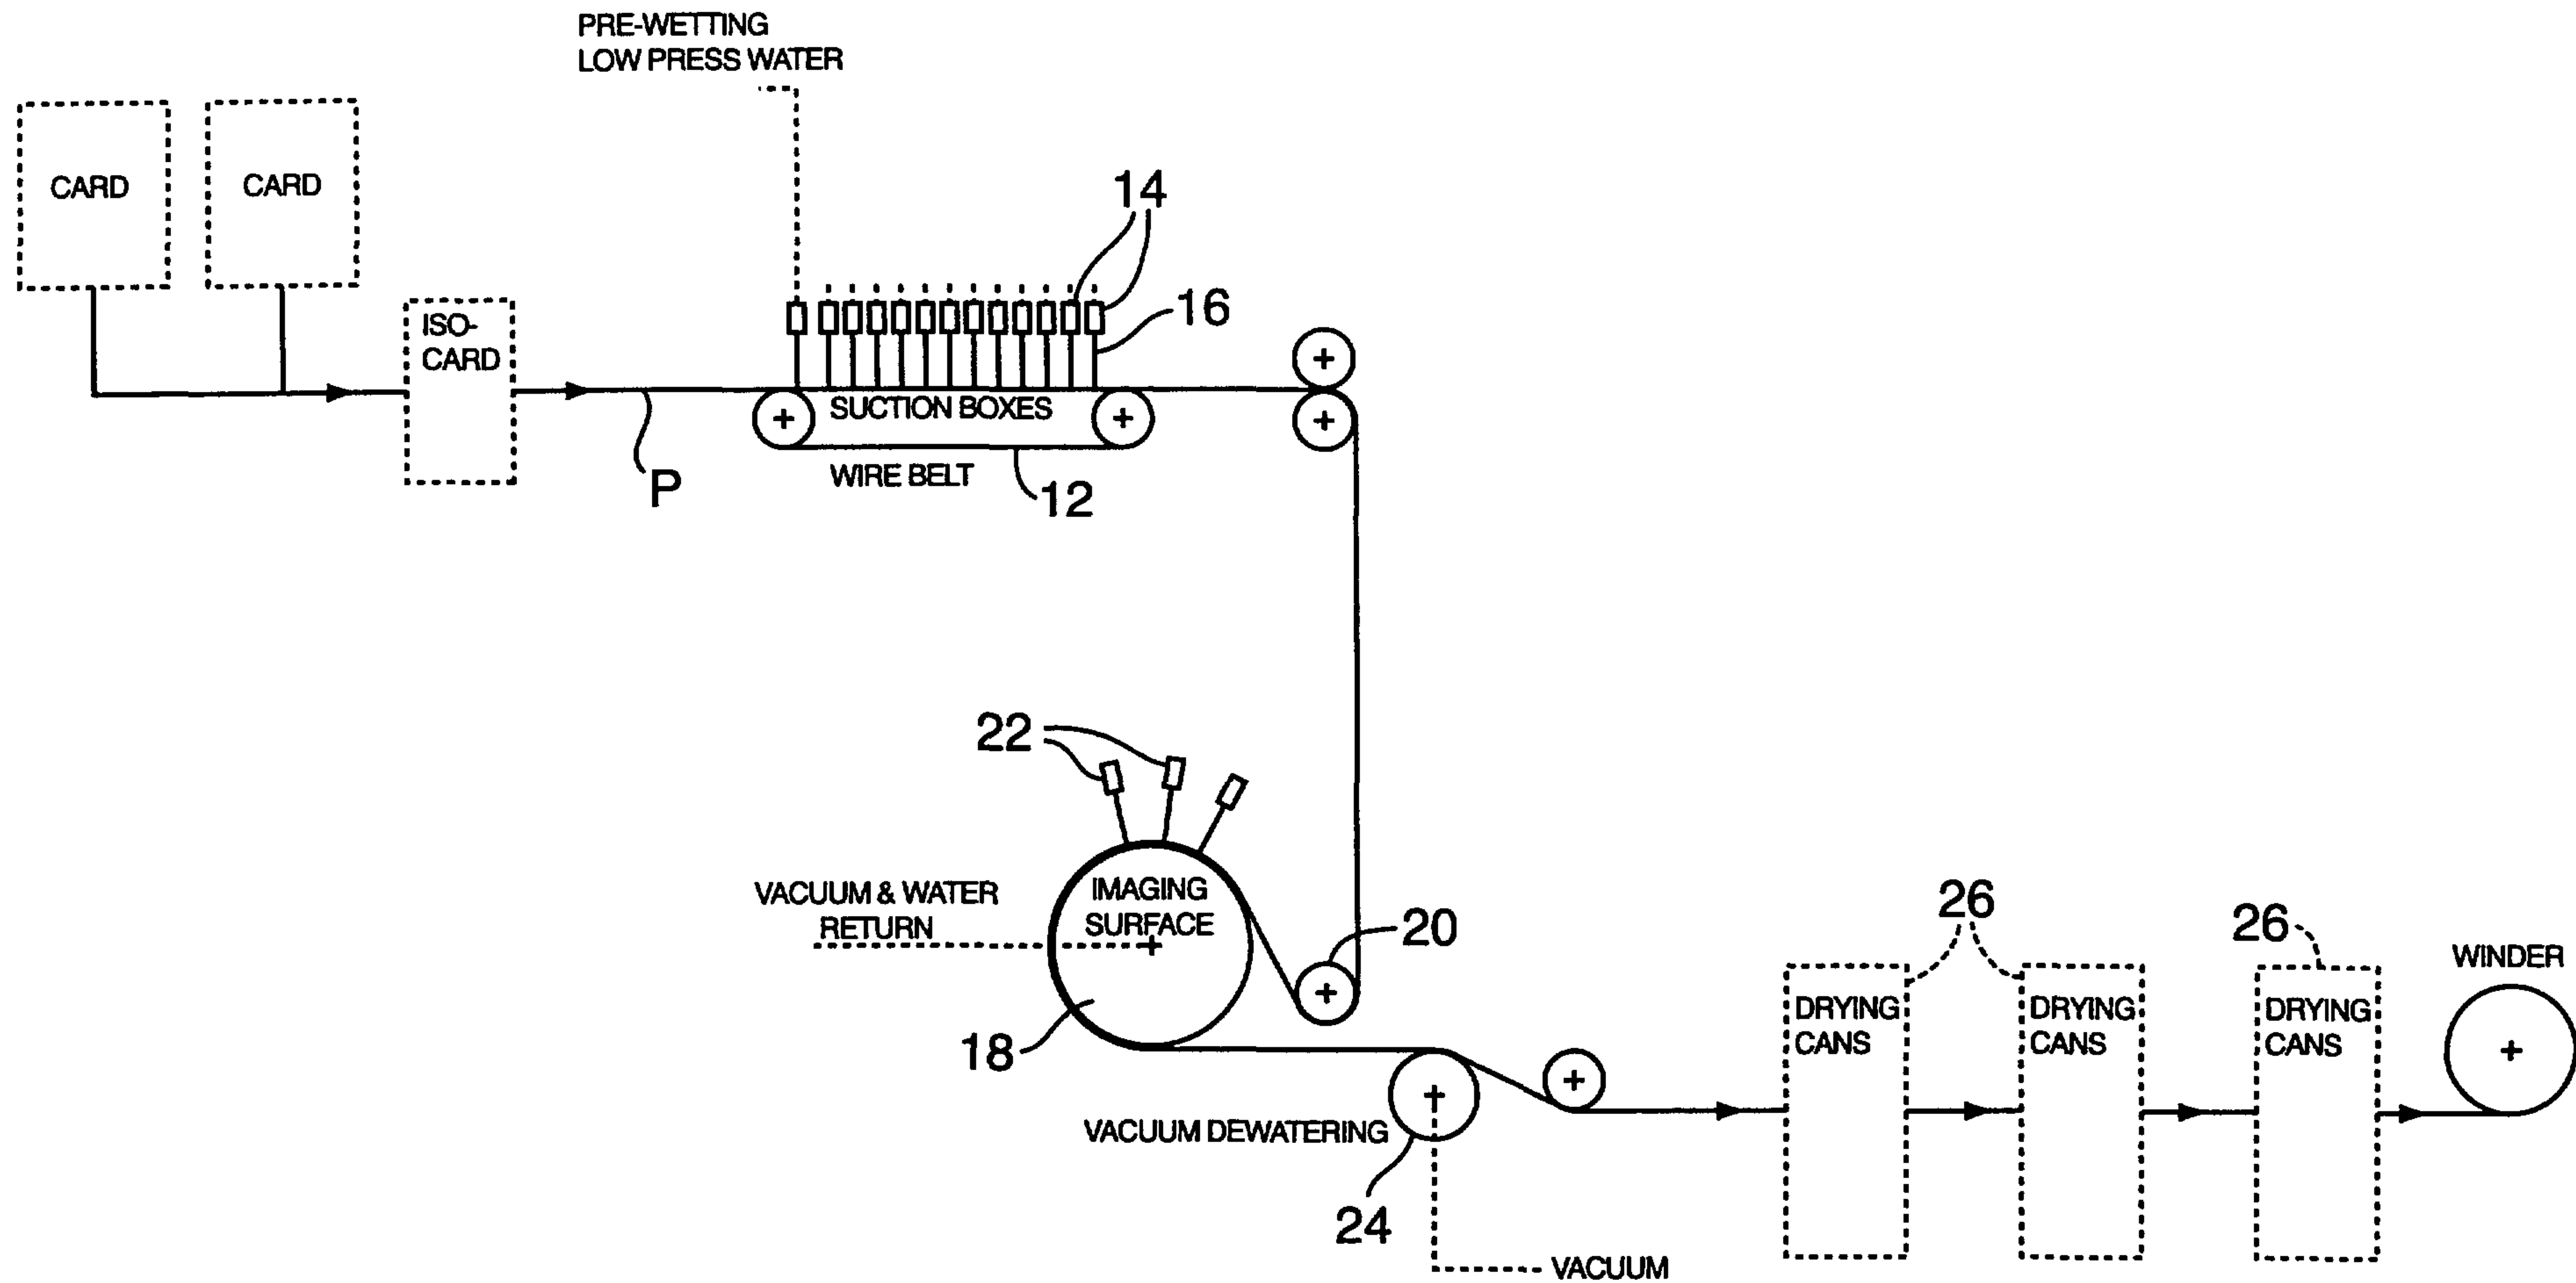 PRE-WETTING
LOW PRESS WATER
CARD
CARD
14
ISO-
CARD
16
SUCTION BOXES
P
WIRE BELT
12
22
VACUUM & WATER
RETURN
IMAGING
SURFACE
20
18
26
26
WINDER
DRYING
CANS
DRYING
CANS
DRYING
CANS
VACUUM DEWATERING
24
VACUUM